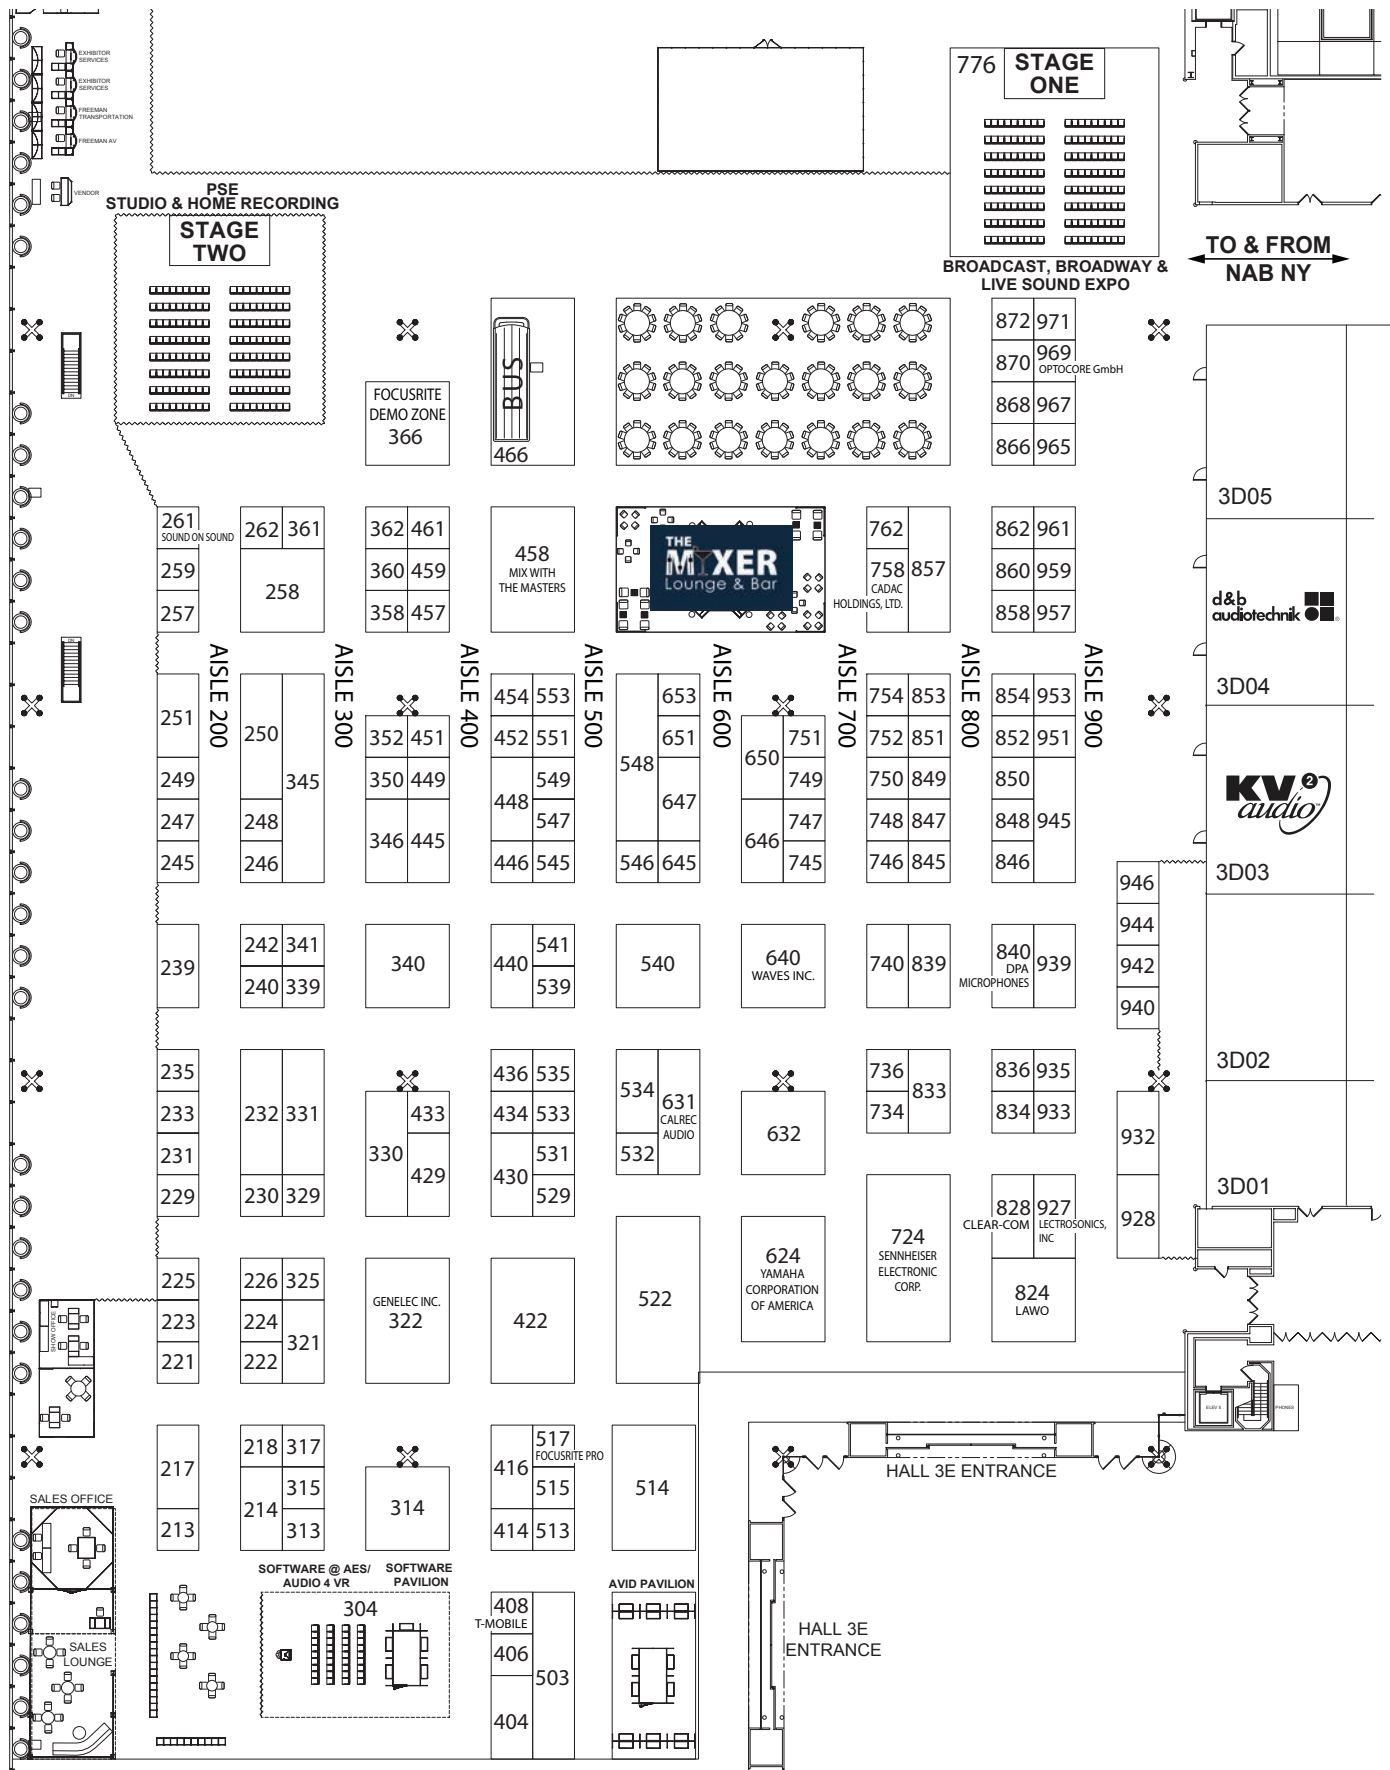 EXHIBITOR
SERVICES
EXHIBITOR
SERVICES
FREEMAN
TRANSPORTATION
FREEMAN AV
VENDOR
776
STAGE
ONE
PSE
STUDIO & HOME RECORDING
STAGE
TWO
BROADCAST, BROADWAY &
LIVE SOUND EXPO
TO & FROM
NAB NY
FOCUSRITE
DEMO ZONE
366
BUS
466
872 971
870 969
OPTOCORE GmbH
868 967
866 965
DN
261
SOUND ON SOUND
259
257
262 361
258
362 461
360 459
358 457
458
MIX WITH
THE MASTERS
THE
MIXER
Lounge & Bar
762
758
CADAC
HOLDINGS, LTD.
857
862 961
860 959
858 957
3D05
d&b
audiotechnik
3D04
DN
AISLE 200
AISLE 300
AISLE 400
AISLE 500
AISLE 600
AISLE 700
AISLE 800
AISLE 900
251
249
247
245
250
248
246
345
352 451
350 449
346 445
454 553
452 551
448
549
547
446 545
548
653
651
647
546 645
650
751
749
646
747
745
754 853
752 851
750 849
748 847
746 845
854 953
852 951
850
848 945
846
KV2
audio
3D03
946
944
942
940
239
242 341
240 339
340
440
541
539
540
640
WAVES INC.
740 839
840
DPA
MICROPHONES
939
3D02
235
233
231
229
232 331
230 329
330
433
429
436 535
434 533
430
531
529
534
532
631
CALREC
AUDIO
632
736
734
833
836 935
834 933
932
928
3D01
225
223
221
226 325
224
222
321
GENELEC INC.
322
422
522
624
YAMAHA
CORPORATION
OF AMERICA
724
SENNHEISER
ELECTRONIC
CORP.
828
CLEAR-COM
927
LECTROSONICS,
INC
824
LAWO
SHOW OFFICE
ELEV 5
PHONES
217
213
218 317
214
315
313
314
416
517
FOCUSRITE PRO
515
414 513
514
HALL 3E ENTRANCE
SALES OFFICE
SALES
LOUNGE
SOFTWARE @ AES/
AUDIO 4 VR
SOFTWARE
PAVILION
304
408
T-MOBILE
406
404
503
AVID PAVILION
HALL 3E
ENTRANCE